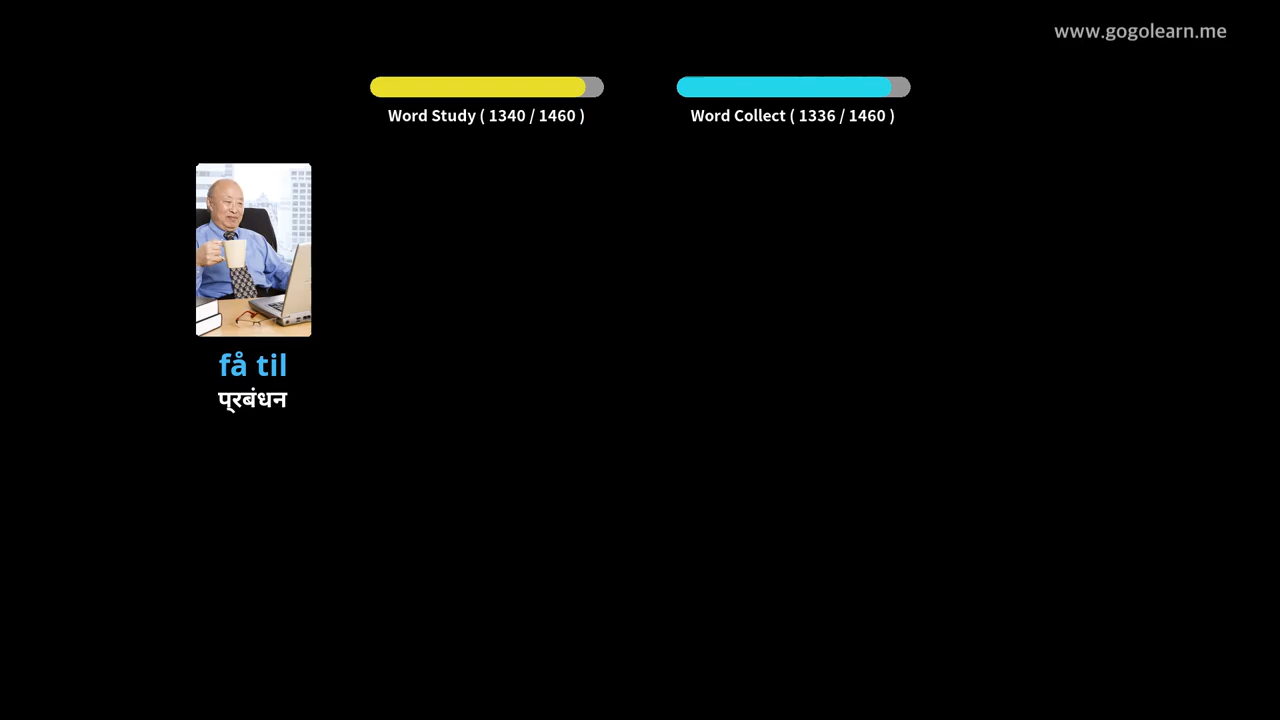 www.gogolearn.me
Word Study ( 1340 / 1460 )
Word Collect ( 1336 / 1460 )
få til
प्रबंधन